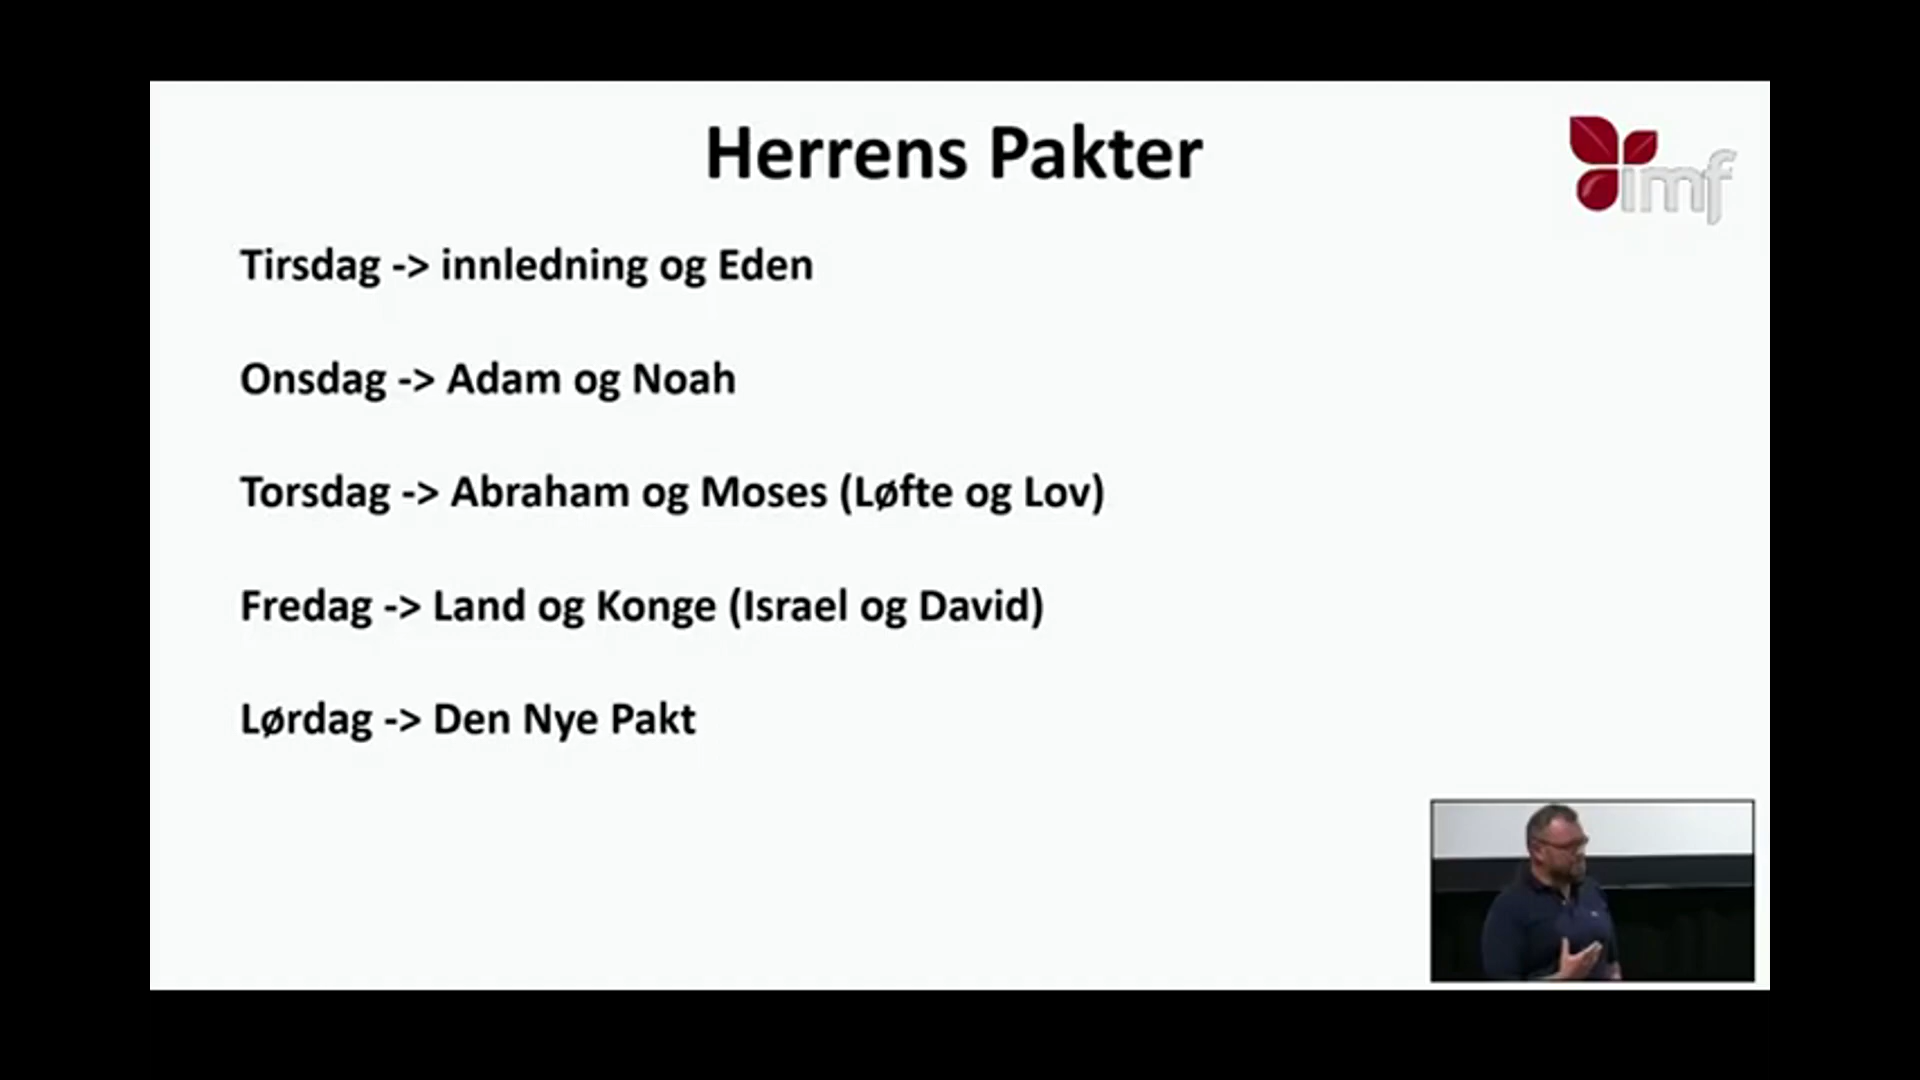 Herrens Pakter
imf
Tirsdag -> innledning og Eden
Onsdag -> Adam og Noah
Torsdag -> Abraham og Moses (Løfte og Lov)
Fredag -> Land og Konge (Israel og David)
Lørdag -> Den Nye Pakt